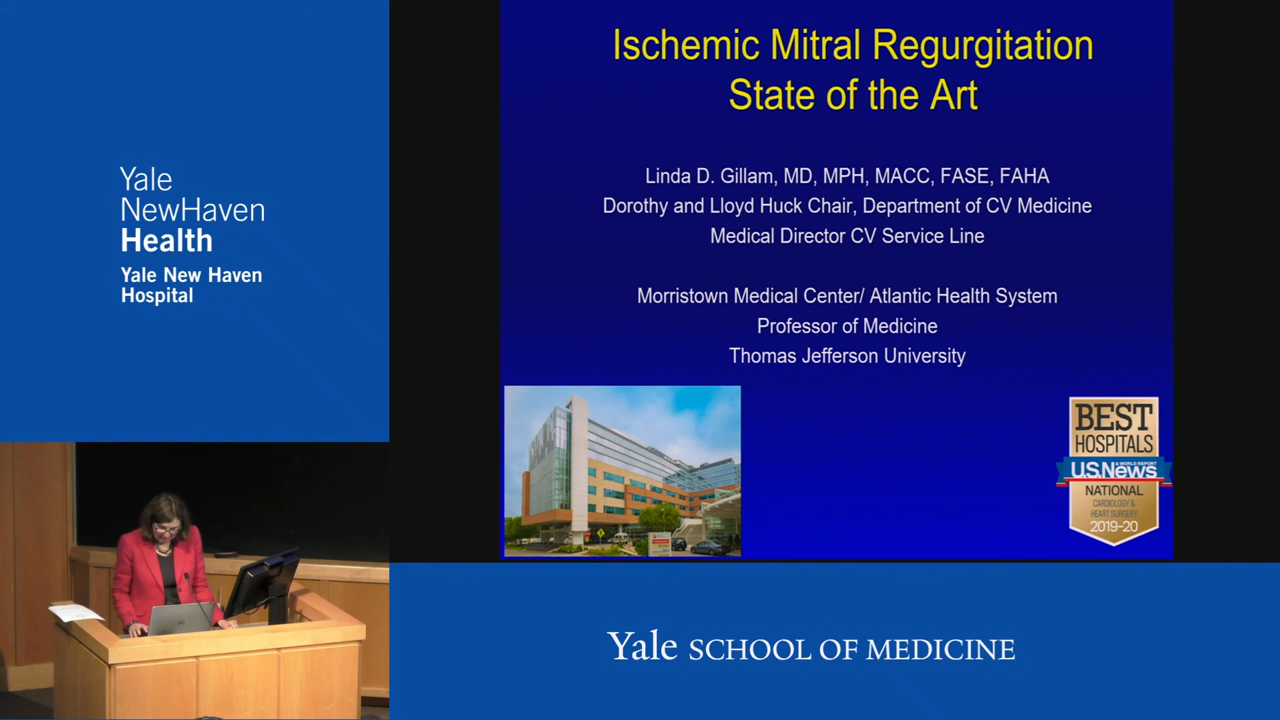 Yale
NewHaven
Health
Yale New Haven
Hospital
Ischemic Mitral Regurgitation
State of the Art
Linda D. Gillam, MD, MPH, MACC, FASE, FAHA
Dorothy and Lloyd Huck Chair, Department of CV Medicine
Medical Director CV Service Line
Morristown Medical Center/ Atlantic Health System
Professor of Medicine
Thomas Jefferson University
BEST
HOSPITALS
U.S.News
& WORLD REPORT
NATIONAL
CARDIOLOGY &
HEART SURGERY
2019-20
Yale SCHOOL OF MEDICINE